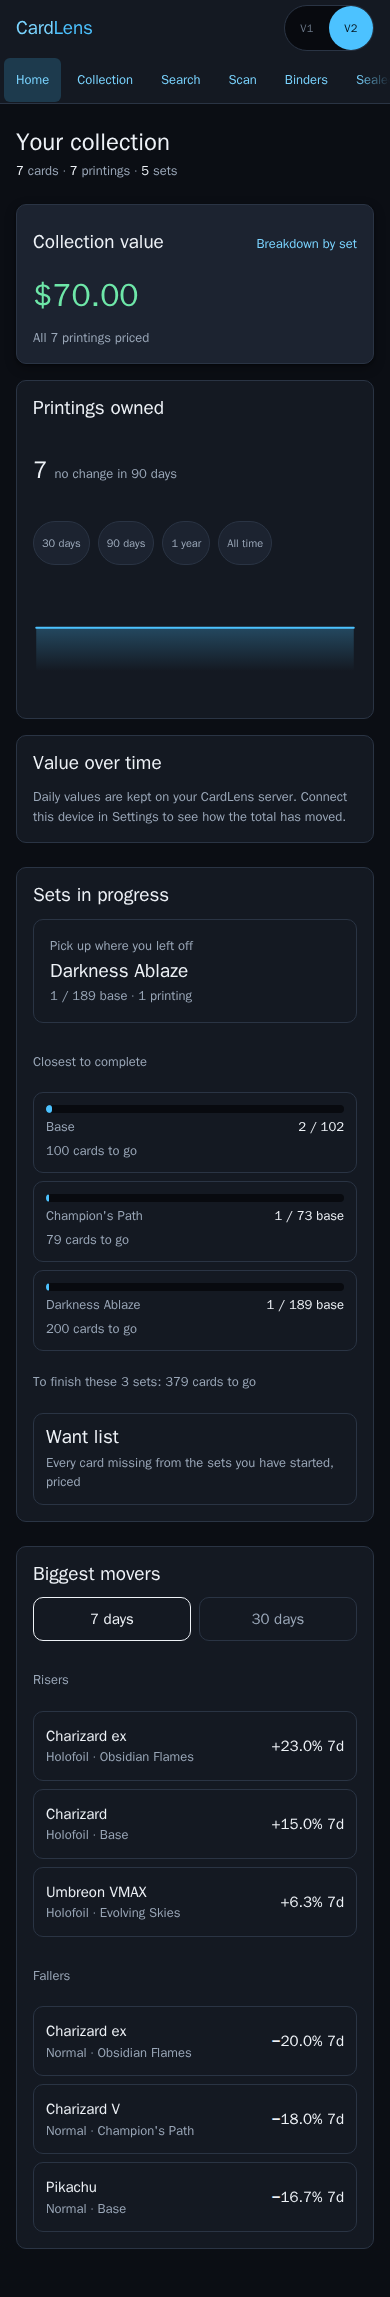 CardLens
V1
V2
Home
Collection
Search
Scan
Binders
Your collection
7 cards · 7 printings · 5 sets
Collection value
Breakdown by set
$70.00
All 7 printings priced
Printings owned
7 no change in 90 days
30 days
90 days
1 year
All time
Value over time
Daily values are kept on your CardLens server. Connect
this device in Settings to see how the total has moved.
Sets in progress
Pick up where you left off
Darkness Ablaze
1 / 189 base · 1 printing
Closest to complete
Base
2 / 102
100 cards to go
Champion's Path
1 / 73 base
79 cards to go
Darkness Ablaze
1 / 189 base
200 cards to go
To finish these 3 sets: 379 cards to go
Want list
Every card missing from the sets you have started,
priced
Biggest movers
7 days
30 days
Risers
Charizard ex
Holofoil · Obsidian Flames
+23.0% 7d
Charizard
Holofoil · Base
+15.0% 7d
Umbreon VMAX
Holofoil · Evolving Skies
+6.3% 7d
Fallers
Charizard ex
Normal · Obsidian Flames
−20.0% 7d
Charizard V
Normal · Champion's Path
−18.0% 7d
Pikachu
Normal · Base
−16.7% 7d